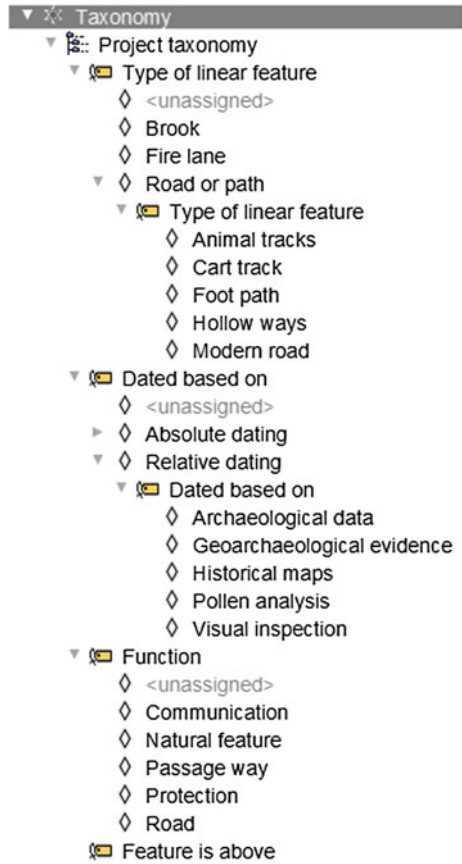 Taxonomy
Project taxonomy
Type of linear feature
<unassigned>
Brook
Fire lane
Road or path
Type of linear feature
Animal tracks
Cart track
Foot path
Hollow ways
Modern road
Dated based on
<unassigned>
Absolute dating
Relative dating
Dated based on
Archaeological data
Geoarchaeological evidence
Historical maps
Pollen analysis
Visual inspection
Function
<unassigned>
Communication
Natural feature
Passage way
Protection
Road
Feature is above